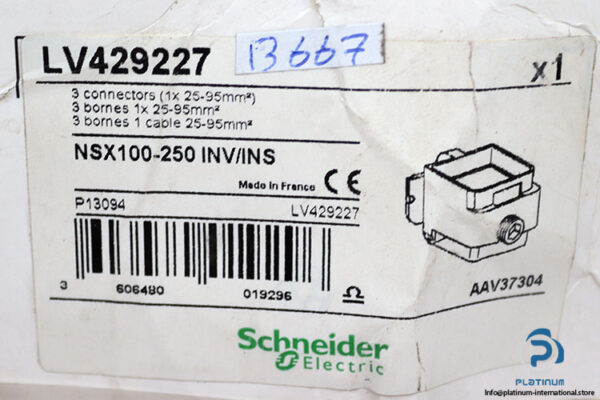 LV429227
13667
x1
3 connectors (1x 25-95mm²)
3 bornes 1x 25-95mm²
3 bornes 1 cable 25-95mm²
NSX100-250 INV/INS
Made in France CE
P13094
LV429227
3 606480 019296
AAV37304
Schneider
Electric
PLATINUM
Info@platinum-international.store